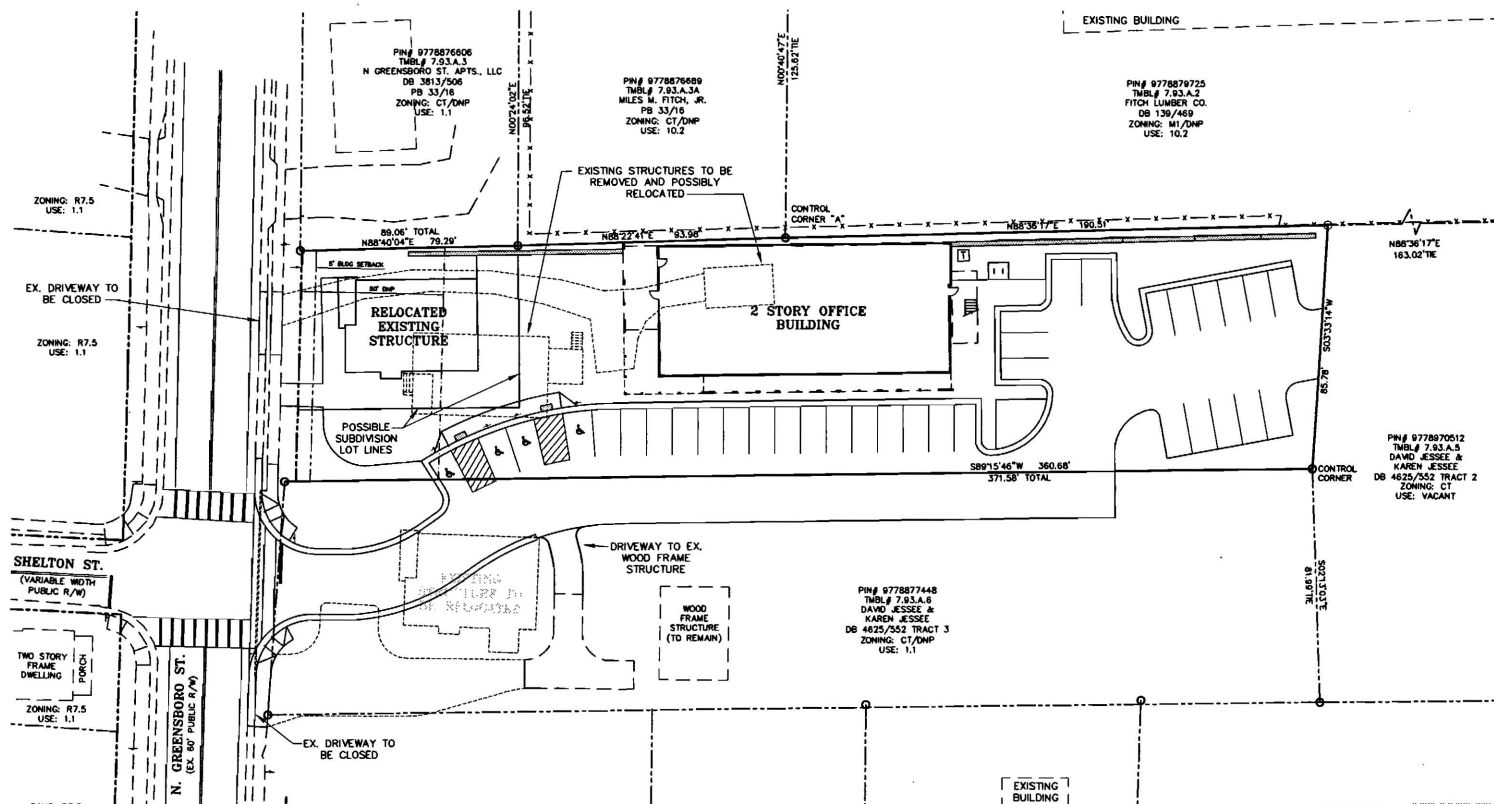 EXISTING BUILDING
PIN# 9778876606
TMBL# 7.93.A.3
N GREENSBORO ST. APTS., LLC
DB 3813/506
PB 33/16
ZONING: CT/DNP
USE: 1.1
N00°24'02"E
96.52'TIE
PIN# 9778876689
TMBL# 7.93.A.3A
MILES M. FITCH, JR.
PB 33/16
ZONING: CT/DNP
USE: 10.2
N00°40'47"E
125.62'TIE
PIN# 9778879725
TMBL# 7.93.A.2
FITCH LUMBER CO.
DB 139/469
ZONING: M1/DNP
USE: 10.2
EXISTING STRUCTURES TO BE
REMOVED AND POSSIBLY
RELOCATED
ZONING: R7.5
USE: 1.1
CONTROL
CORNER "A"
89.06' TOTAL
N88°40'04"E 79.29'
N88°22'41"E 93.98'
N88°36'17"E 190.51'
N88°36'17"E
163.02'TIE
5' BLDG SETBACK
50' DNP
EX. DRIVEWAY TO
BE CLOSED
RELOCATED
EXISTING
STRUCTURE
2 STORY OFFICE
BUILDING
T
ZONING: R7.5
USE: 1.1
S03°33'14"W
85.78'
POSSIBLE
SUBDIVISION
LOT LINES
S89°15'46"W 360.68'
371.58' TOTAL
CONTROL
CORNER
PIN# 9778970512
TMBL# 7.93.A.5
DAVID JESSEE &
KAREN JESSEE
DB 4625/552 TRACT 2
ZONING: CT
USE: VACANT
SHELTON ST.
(VARIABLE WIDTH
PUBLIC R/W)
DRIVEWAY TO EX.
WOOD FRAME
STRUCTURE
EXISTING
STRUCTURE TO
BE RELOCATED
WOOD
FRAME
STRUCTURE
(TO REMAIN)
PIN# 9778877448
TMBL# 7.93.A.6
DAVID JESSEE &
KAREN JESSEE
DB 4625/552 TRACT 3
ZONING: CT/DNP
USE: 1.1
81.99'TIE
TWO STORY
FRAME
DWELLING
PORCH
ZONING: R7.5
USE: 1.1
N. GREENSBORO ST.
(EX. 60' PUBLIC R/W)
EX. DRIVEWAY TO
BE CLOSED
EXISTING
BUILDING